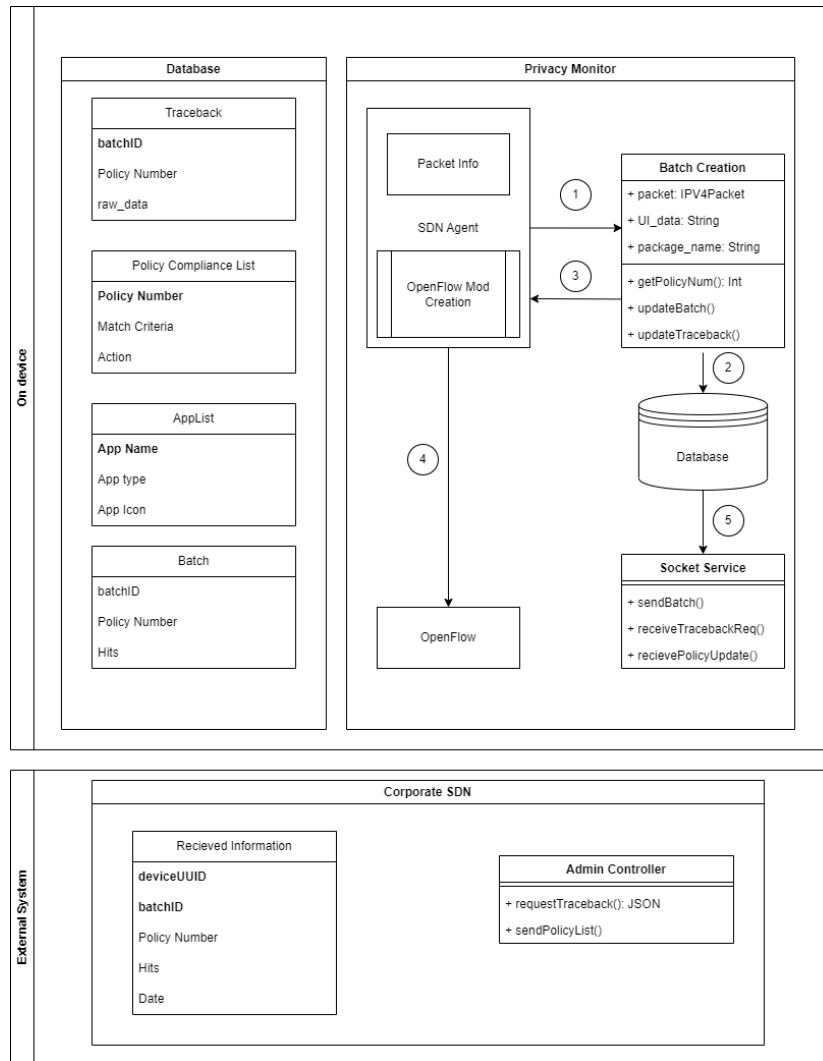 On device
Database
Traceback
batchID
Policy Number
raw_data
Policy Compliance List
Policy Number
Match Criteria
Action
AppList
App Name
App type
App Icon
Batch
batchID
Policy Number
Hits
Privacy Monitor
Packet Info
SDN Agent
OpenFlow Mod
Creation
1
3
Batch Creation
+ packet: IPV4Packet
+ UI_data: String
+ package_name: String
+ getPolicyNum(): Int
+ updateBatch()
+ updateTraceback()
2
Database
4
5
OpenFlow
Socket Service
+ sendBatch()
+ receiveTracebackReq()
+ recievePolicyUpdate()
External System
Corporate SDN
Recieved Information
deviceUUID
batchID
Policy Number
Hits
Date
Admin Controller
+ requestTraceback(): JSON
+ sendPolicyList()